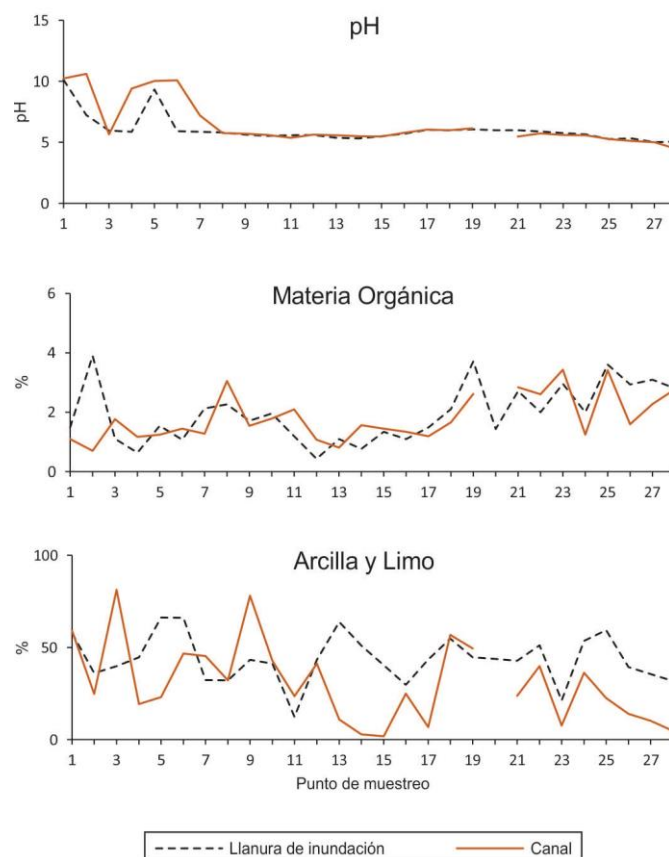 pH
15
10
pH
5
0
1 3 5 7 9 11 13 15 17 19 21 23 25 27
Materia Orgánica
6
4
%
2
0
1 3 5 7 9 11 13 15 17 19 21 23 25 27
Arcilla y Limo
100
%
50
0
1 3 5 7 9 11 13 15 17 19 21 23 25 27
Punto de muestreo
Llanura de inundación Canal